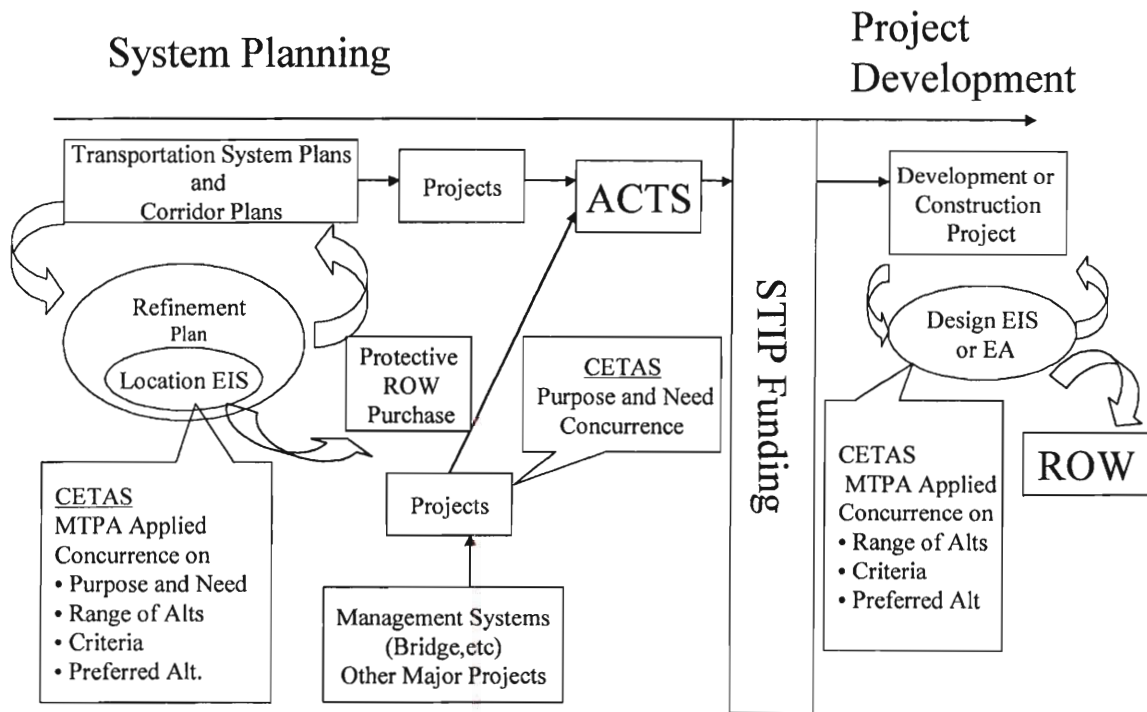 System Planning
Project
Development
Transportation System Plans
and
Corridor Plans
Projects
ACTS
STIP Funding
Development or
Construction
Project
Refinement
Plan
Location EIS
Protective
ROW
Purchase
CETAS
Purpose and Need
Concurrence
Design EIS
or EA
ROW
CETAS
MTPA Applied
Concurrence on
• Purpose and Need
• Range of Alts
• Criteria
• Preferred Alt.
Projects
Management Systems
(Bridge,etc)
Other Major Projects
CETAS
MTPA Applied
Concurrence on
• Range of Alts
• Criteria
• Preferred Alt